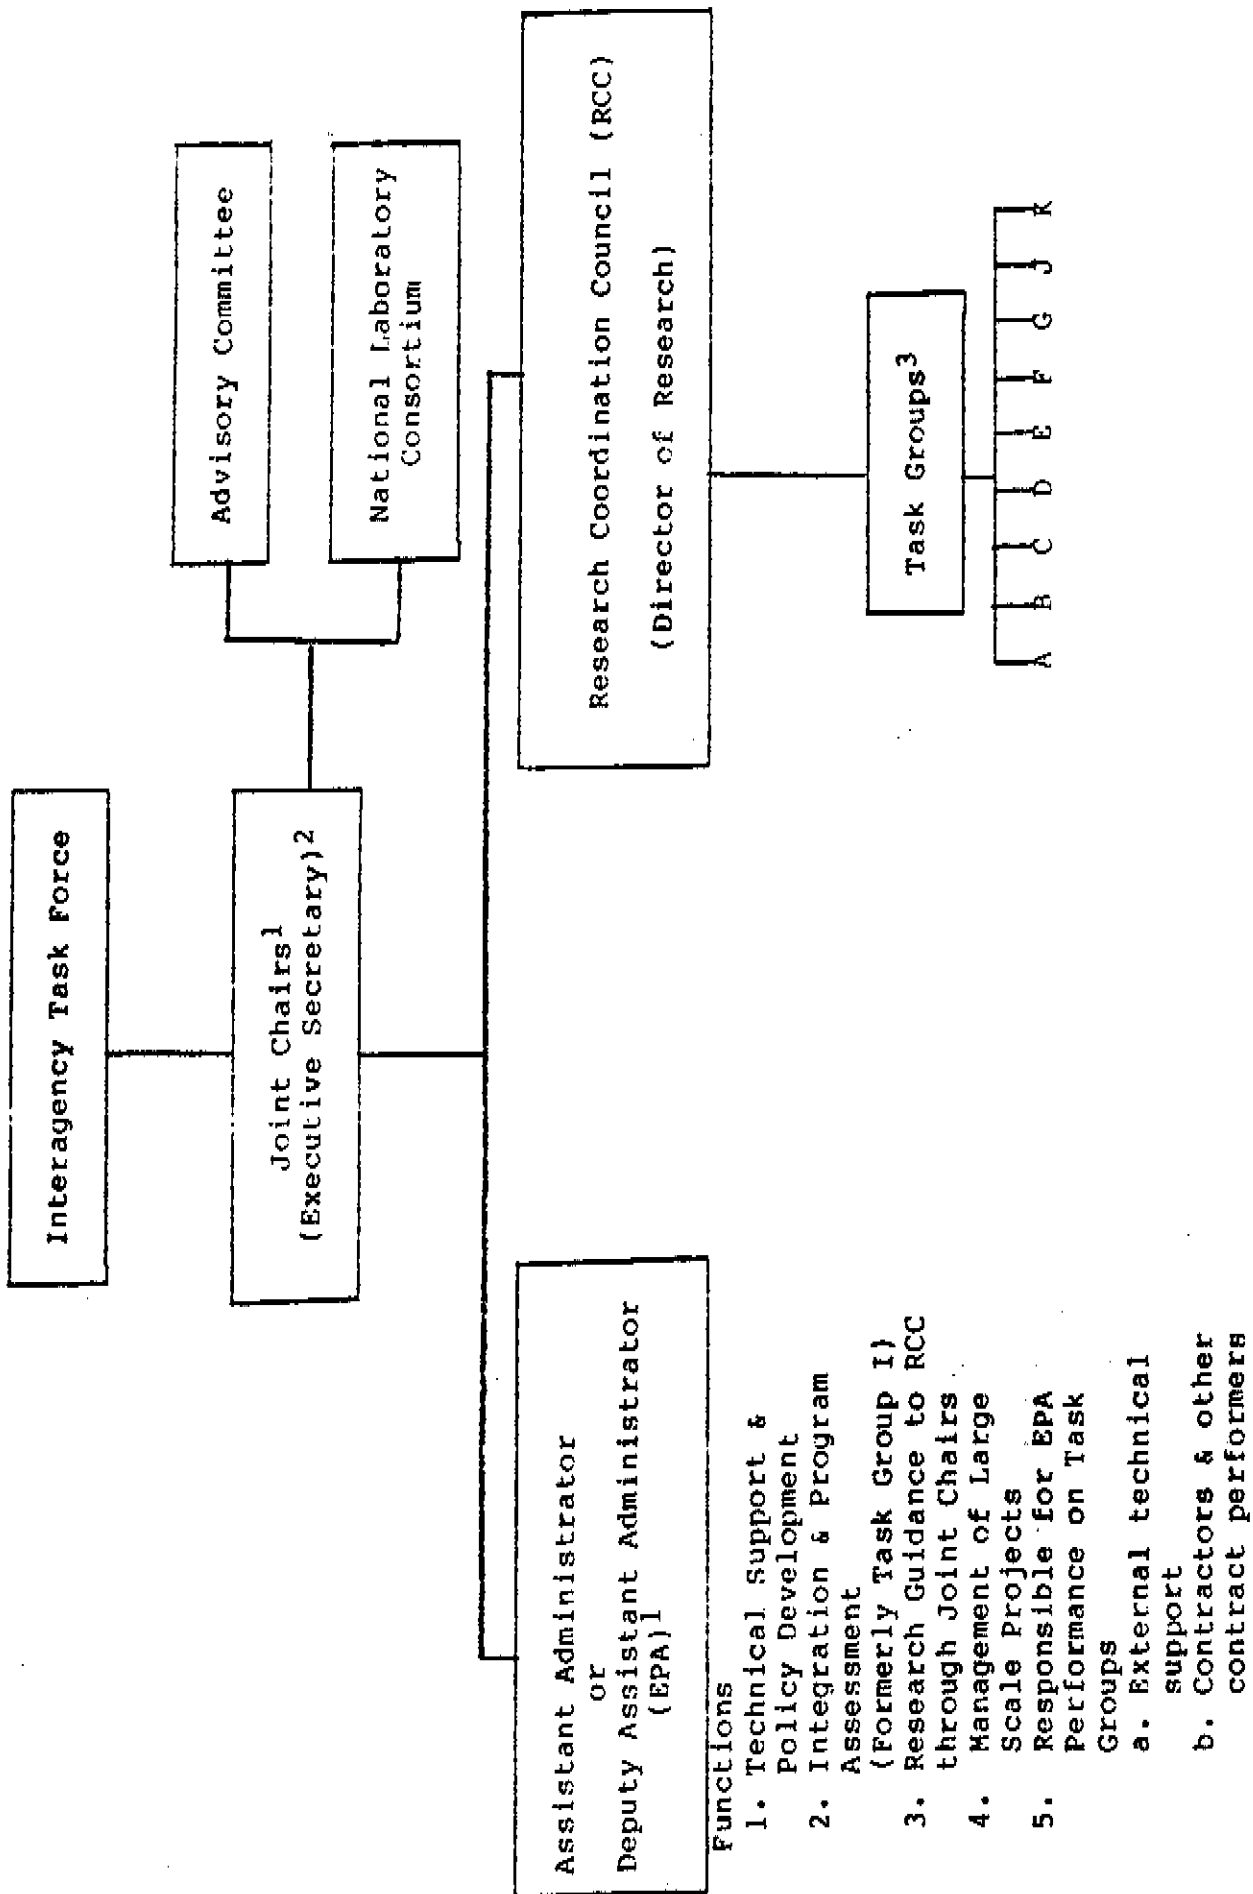 Interagency Task Force
Joint Chairs1
(Executive Secretary)2
Advisory Committee
National Laboratory
Consortium
Assistant Administrator
or
Deputy Assistant Administrator
(EPA)1
Research Coordination Council (RCC)
(Director of Research)
Functions
1. Technical Support &
Policy Development
2. Integration & Program
Assessment
(Formerly Task Group I)
3. Research Guidance to RCC
through Joint Chairs
4. Management of Large
Scale Projects
5. Responsible for EPA
Performance on Task
Groups
a. External technical
support
b. Contractors & other
contract performers
Task Groups3
A B C D E F G J K